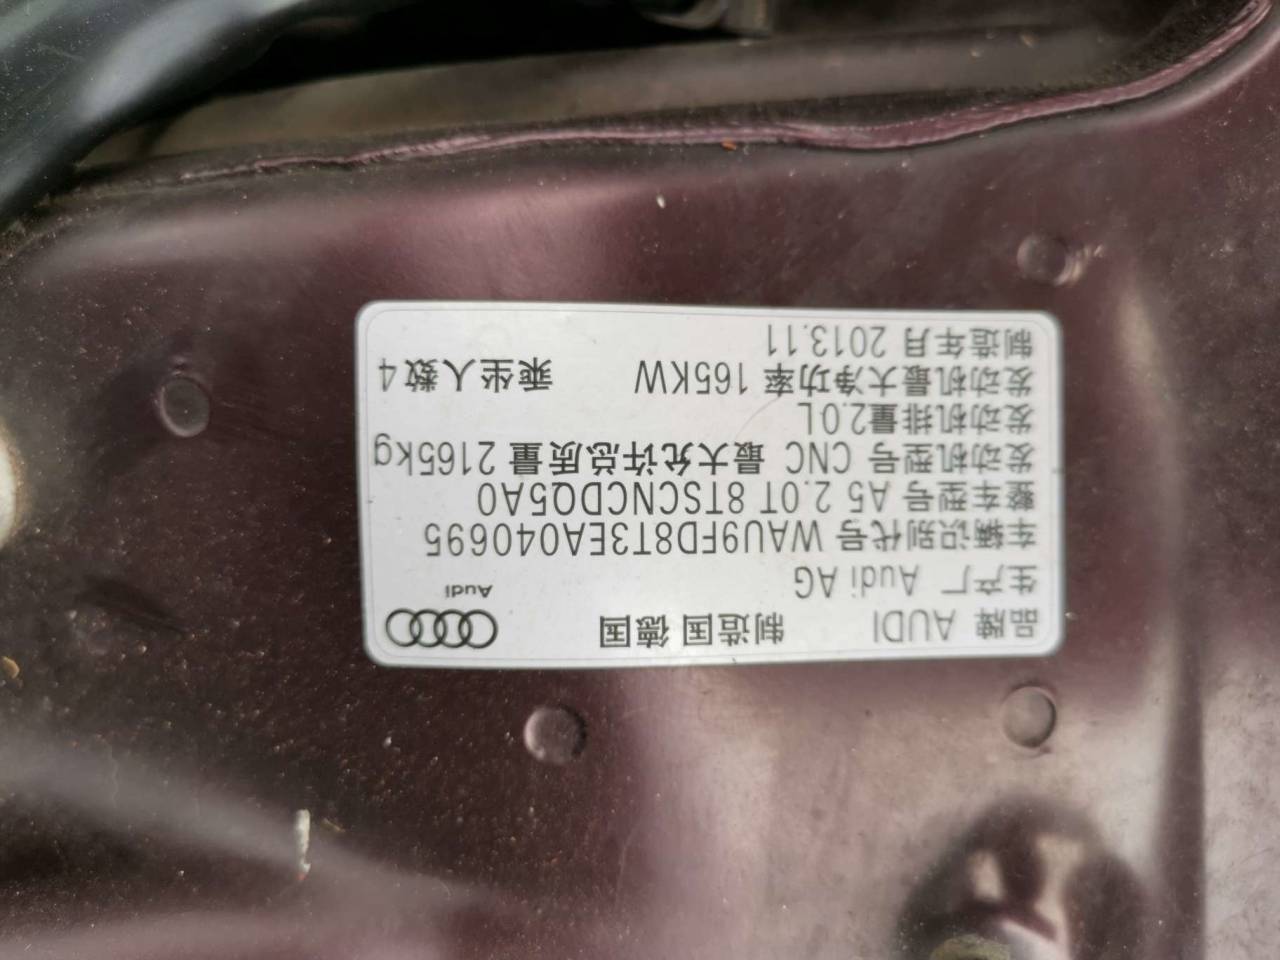 品牌 AUDI 制造国 德国 Audi
生产厂 Audi AG
车辆识别代号 WAU9FD8T3EA040695
整车型号 A5 2.0T 8TSCNCDQ5A0
发动机型号 CNC 最大允许总质量 2165kg
发动机排量2.0L
发动机最大净功率 165KW 乘坐人数4
制造年月 2013.11